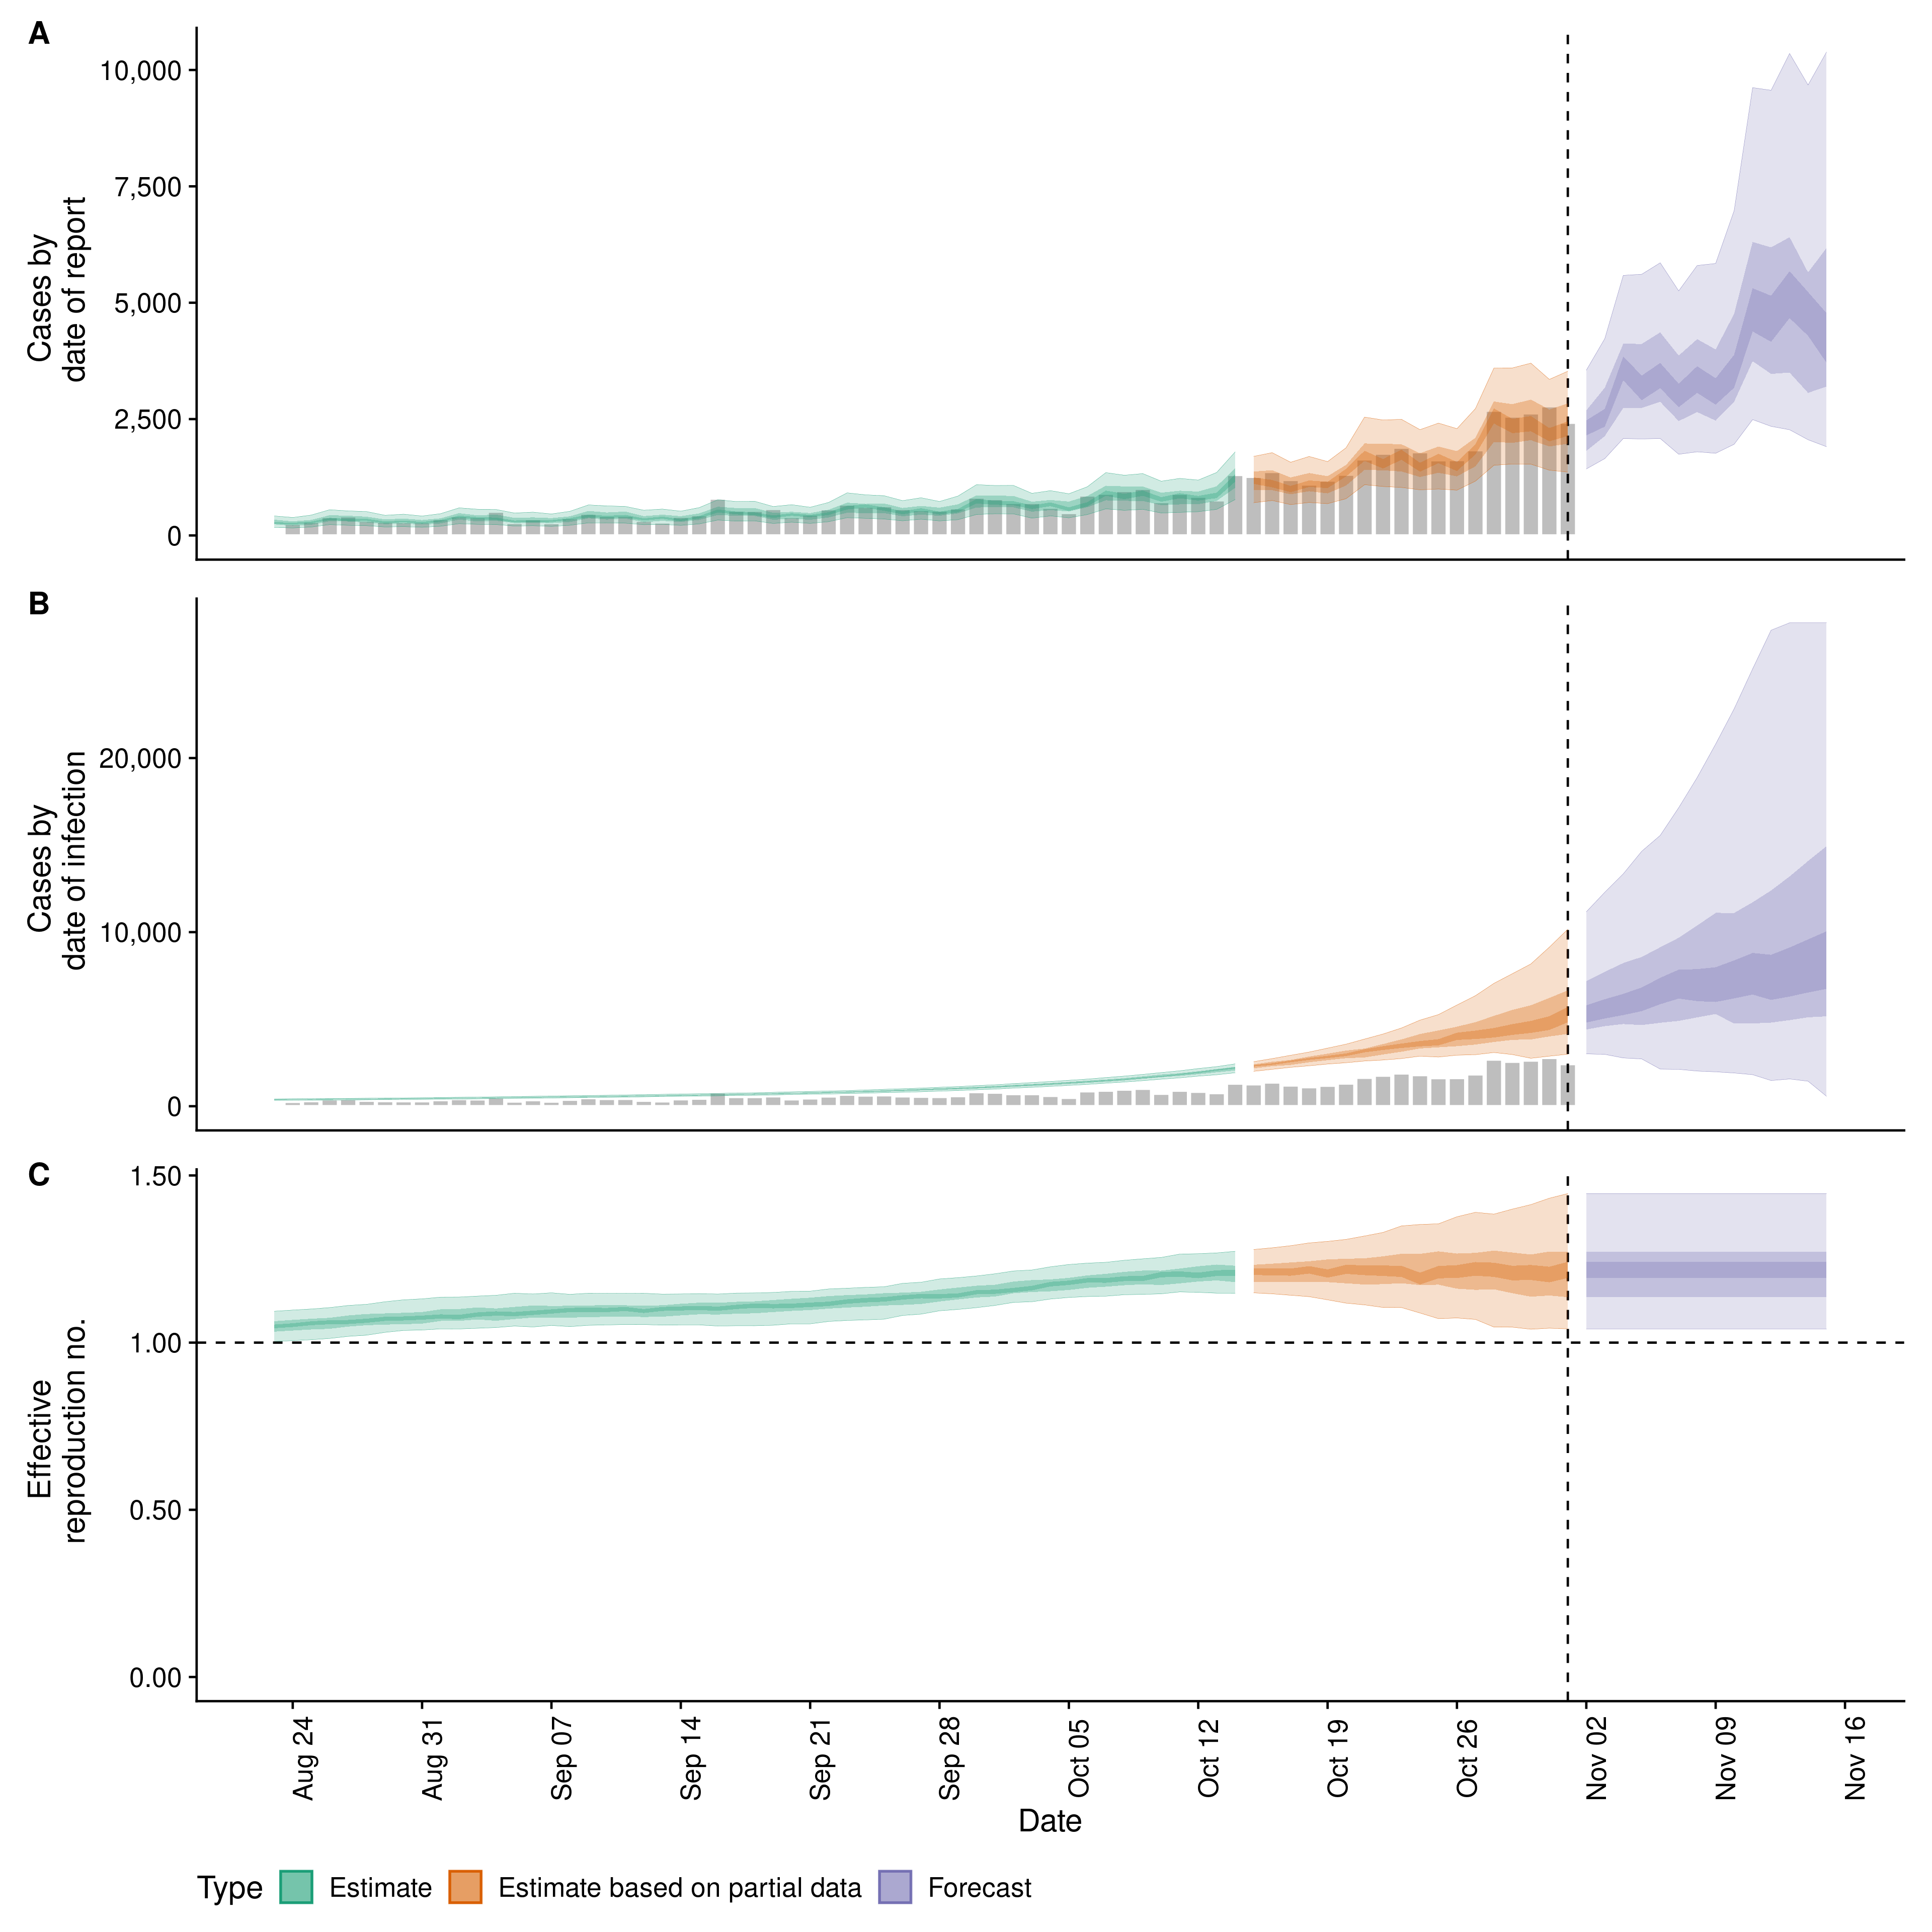 A
10,000
7,500
5,000
2,500
0
Cases by
date of report
B
20,000
10,000
0
Cases by
date of infection
C
1.50
1.00
0.50
0.00
Effective
reproduction no.
Aug 24
Aug 31
Sep 07
Sep 14
Sep 21
Sep 28
Oct 05
Oct 12
Oct 19
Oct 26
Nov 02
Nov 09
Nov 16
Date
Type Estimate Estimate based on partial data Forecast